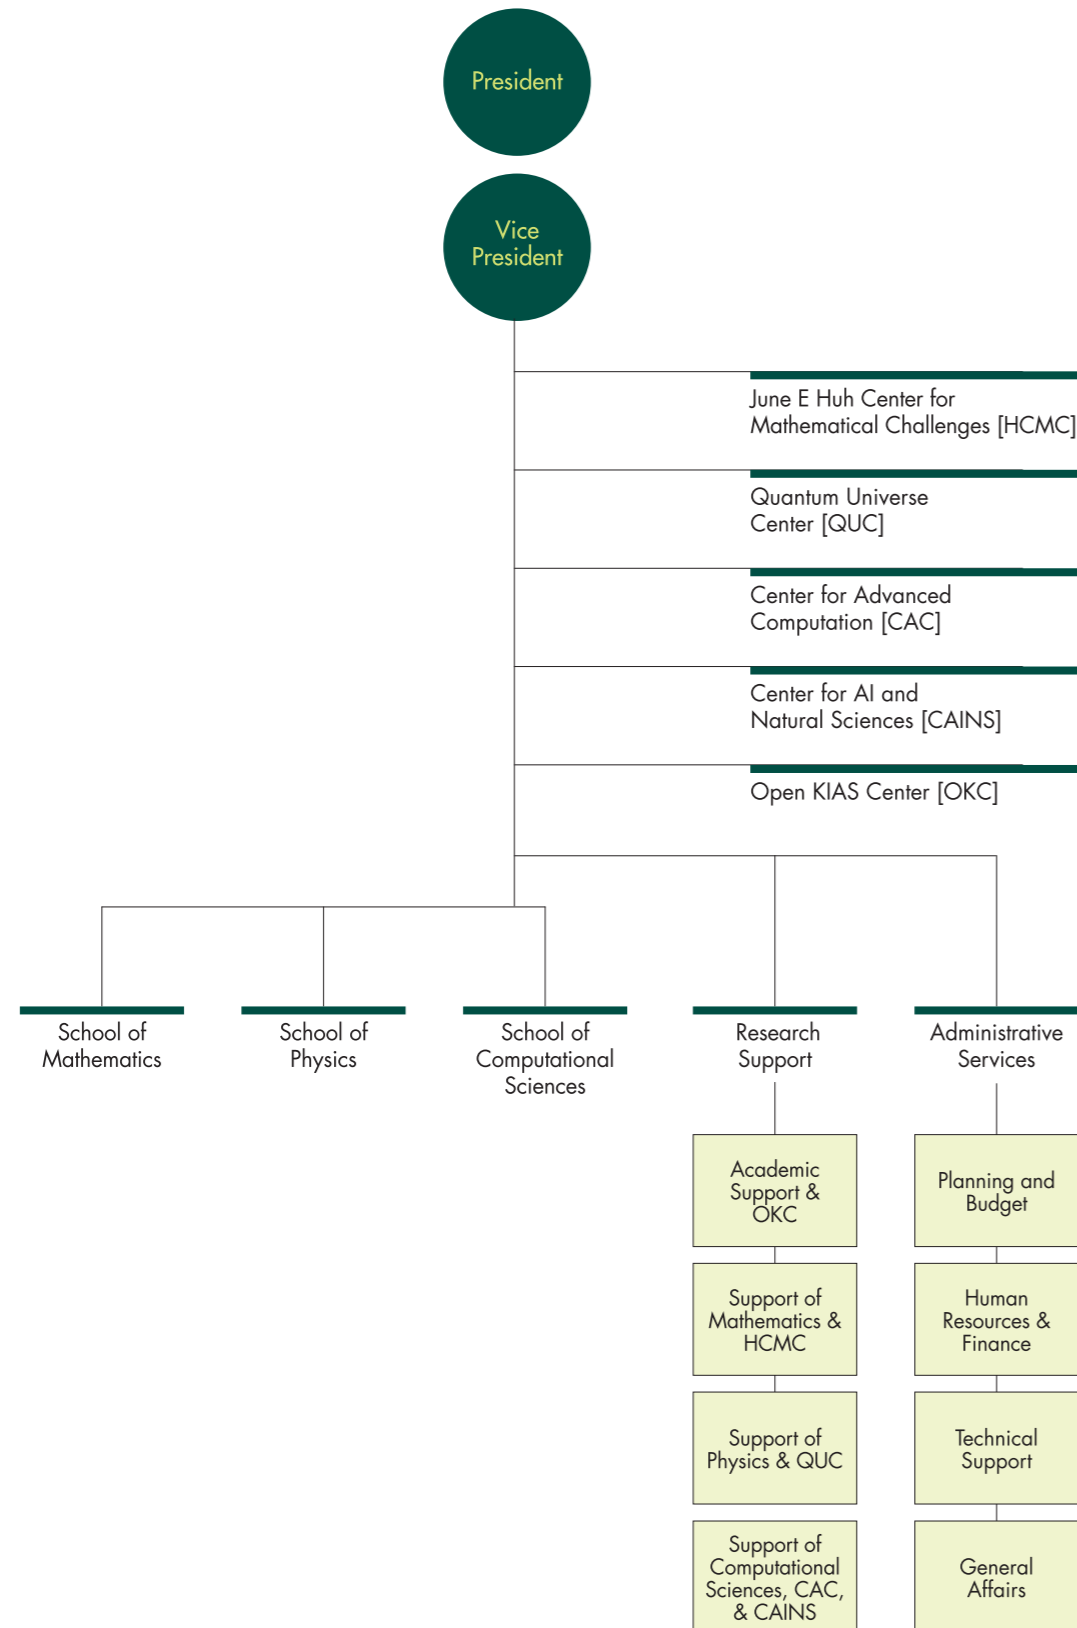 President
Vice
President
June E Huh Center for
Mathematical Challenges [HCMC]
Quantum Universe
Center [QUC]
Center for Advanced
Computation [CAC]
Center for AI and
Natural Sciences [CAINS]
Open KIAS Center [OKC]
School of
Mathematics
School of
Physics
School of
Computational
Sciences
Research
Support
Administrative
Services
Academic
Support &
OKC
Planning and
Budget
Support of
Mathematics &
HCMC
Human
Resources &
Finance
Support of
Physics & QUC
Technical
Support
Support of
Computational
Sciences, CAC,
& CAINS
General
Affairs